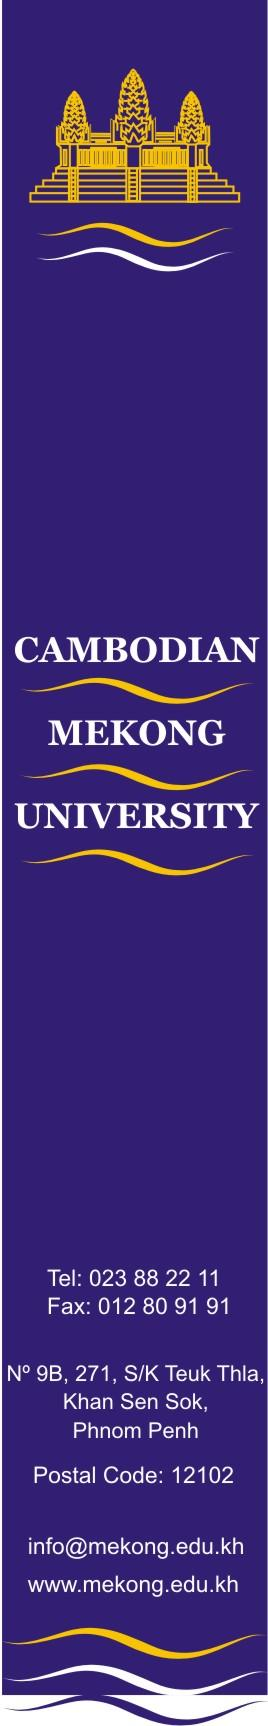 CAMBODIAN
MEKONG
UNIVERSITY
Tel: 023 88 22 11
Fax: 012 80 91 91
Nº 9B, 271, S/K Teuk Thla,
Khan Sen Sok,
Phnom Penh
Postal Code: 12102
info@mekong.edu.kh
www.mekong.edu.kh